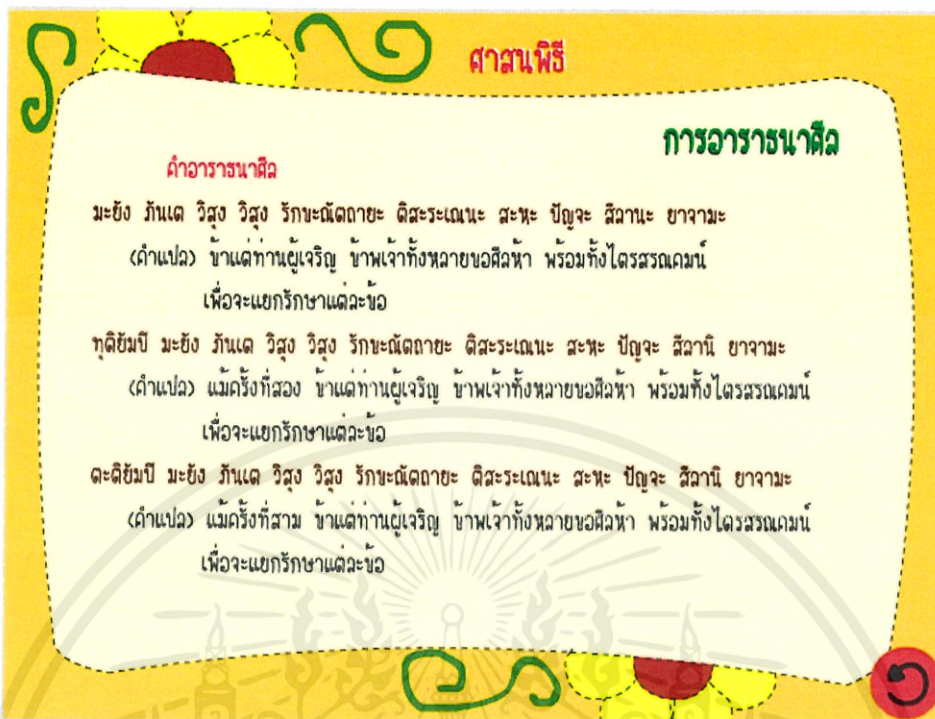 ศาสนพิธี
การอาราธนาศีล
คำอาราธนาศีล
มะยัง ภันเต วิสุง วิสุง รักขะณัตถายะ ติสะระเณนะ สะหะ ปัญจะ สีลานะ ยาจามะ
(คำแปล) ข้าแต่ท่านผู้เจริญ ข้าพเจ้าทั้งหลายขอศีลห้า พร้อมทั้งไตรสรณคมน์
เพื่อจะแยกรักษาแต่ละข้อ
ทุติยัมปี มะยัง ภันเต วิสุง วิสุง รักขะณัตถายะ ติสะระเณนะ สะหะ ปัญจะ สีลานิ ยาจามะ
(คำแปล) แม้ครั้งที่สอง ข้าแต่ท่านผู้เจริญ ข้าพเจ้าทั้งหลายขอศีลห้า พร้อมทั้งไตรสรณคมน์
เพื่อจะแยกรักษาแต่ละข้อ
ตะติยัมปี มะยัง ภันเต วิสุง วิสุง รักขะณัตถายะ ติสะระเณนะ สะหะ ปัญจะ สีลานิ ยาจามะ
(คำแปล) แม้ครั้งที่สาม ข้าแต่ท่านผู้เจริญ ข้าพเจ้าทั้งหลายขอศีลห้า พร้อมทั้งไตรสรณคมน์
เพื่อจะแยกรักษาแต่ละข้อ